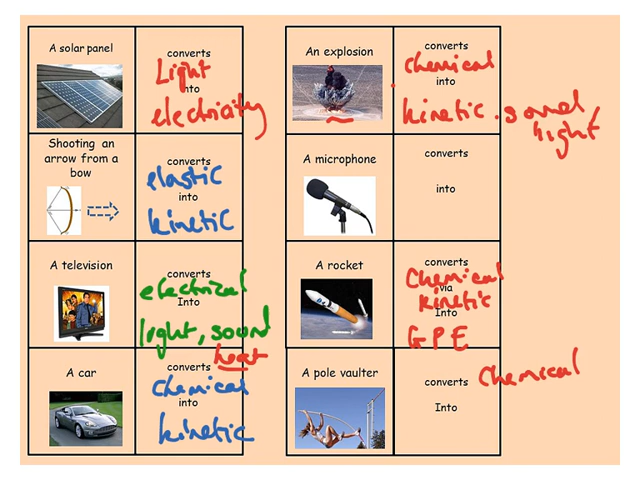 A solar panel
converts
Light
into
electricity
Shooting an
arrow from a
bow
converts
elastic
into
kinetic
A television
converts
electrical
Into
light, sound
heat
A car
converts
chemical
into
kinetic
An explosion
converts
chemical
into
kinetic. sound,
light
A microphone
converts
into
A rocket
converts
Chemical
via
kinetic
Into
GPE
A pole vaulter
converts
Chemical
Into